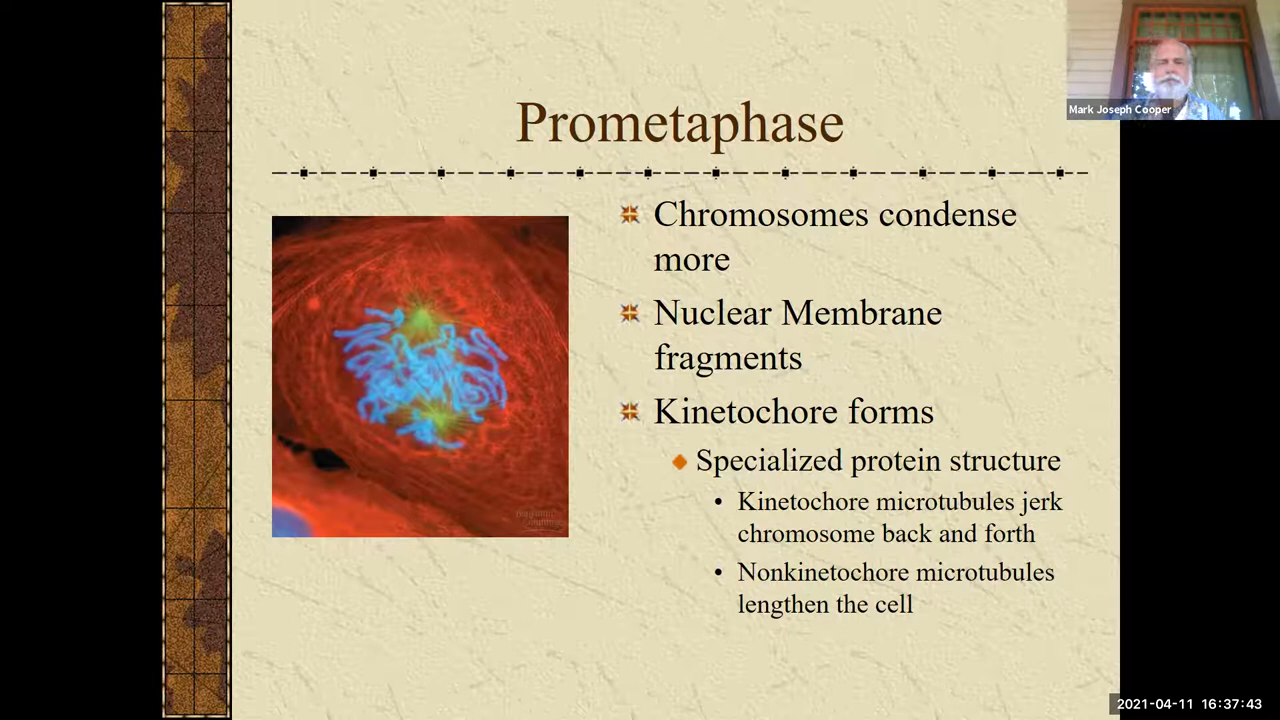 Mark Joseph Cooper
Prometaphase
Chromosomes condense
more
Nuclear Membrane
fragments
Kinetochore forms
Specialized protein structure
• Kinetochore microtubules jerk
chromosome back and forth
• Nonkinetochore microtubules
lengthen the cell
2021-04-11 16:37:43